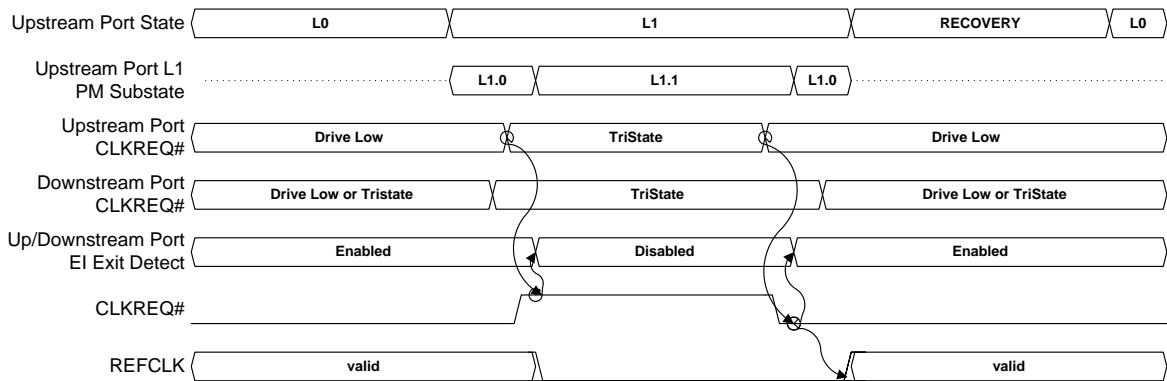 Upstream Port State L0 L1 RECOVERY L0
Upstream Port L1
PM Substate L1.0 L1.1 L1.0
Upstream Port
CLKREQ# Drive Low TriState Drive Low
Downstream Port
CLKREQ# Drive Low or Tristate TriState Drive Low or TriState
Up/Downstream Port
EI Exit Detect Enabled Disabled Enabled
CLKREQ#
REFCLK valid valid